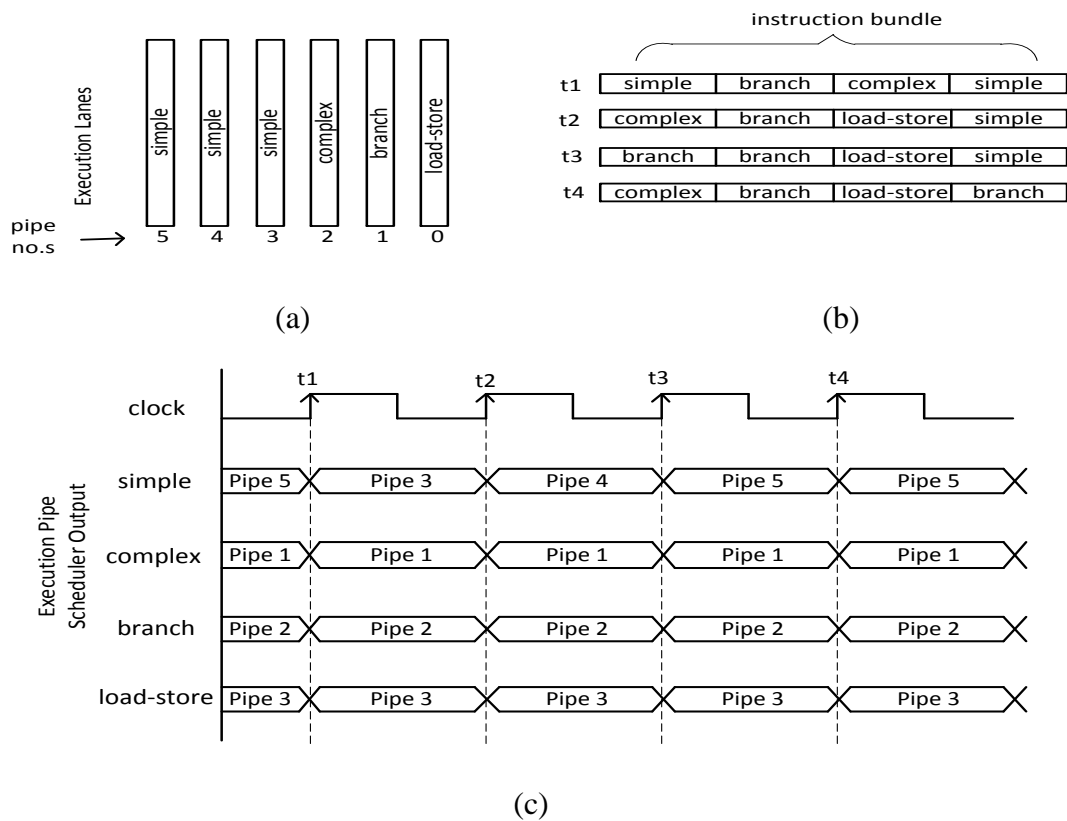 Execution Lanes
simple
simple
simple
complex
branch
load-store
pipe
no.s
5 4 3 2 1 0
(a)
instruction bundle
t1 simple branch complex simple
t2 complex branch load-store simple
t3 branch branch load-store simple
t4 complex branch load-store branch
(b)
t1 t2 t3 t4
clock
Execution Pipe
Scheduler Output
simple Pipe 5 Pipe 3 Pipe 4 Pipe 5 Pipe 5
complex Pipe 1 Pipe 1 Pipe 1 Pipe 1 Pipe 1
branch Pipe 2 Pipe 2 Pipe 2 Pipe 2 Pipe 2
load-store Pipe 3 Pipe 3 Pipe 3 Pipe 3 Pipe 3
(c)